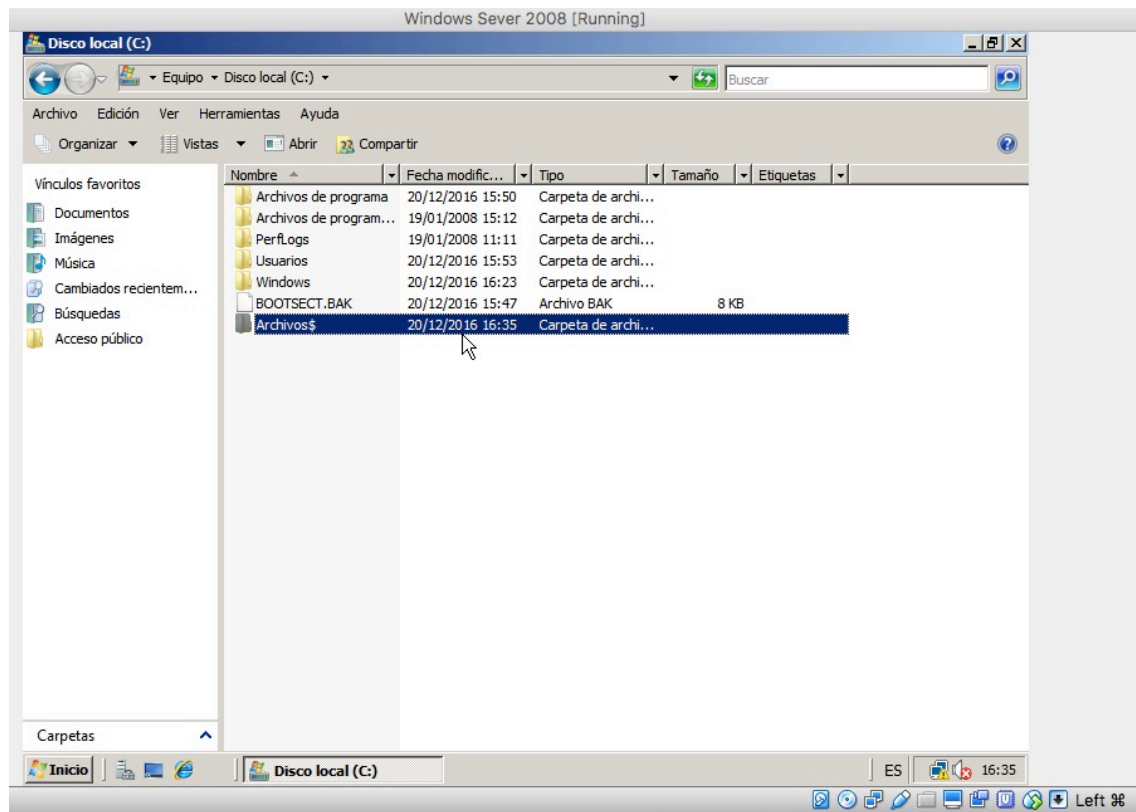 Windows Sever 2008 [Running]
Disco local (C:)
Equipo Disco local (C:) Buscar
Archivo Edición Ver Herramientas Ayuda
Organizar Vistas Abrir Compartir
Vínculos favoritos
Documentos
Imágenes
Música
Cambiados recientem...
Búsquedas
Acceso público
Nombre Fecha modific... Tipo Tamaño Etiquetas
Archivos de programa 20/12/2016 15:50 Carpeta de archi...
Archivos de program... 19/01/2008 15:12 Carpeta de archi...
PerfLogs 19/01/2008 11:11 Carpeta de archi...
Usuarios 20/12/2016 15:53 Carpeta de archi...
Windows 20/12/2016 16:23 Carpeta de archi...
BOOTSECT.BAK 20/12/2016 15:47 Archivo BAK 8 KB
Archivos$ 20/12/2016 16:35 Carpeta de archi...
Carpetas
Inicio Disco local (C:) ES 16:35
Left ⌘